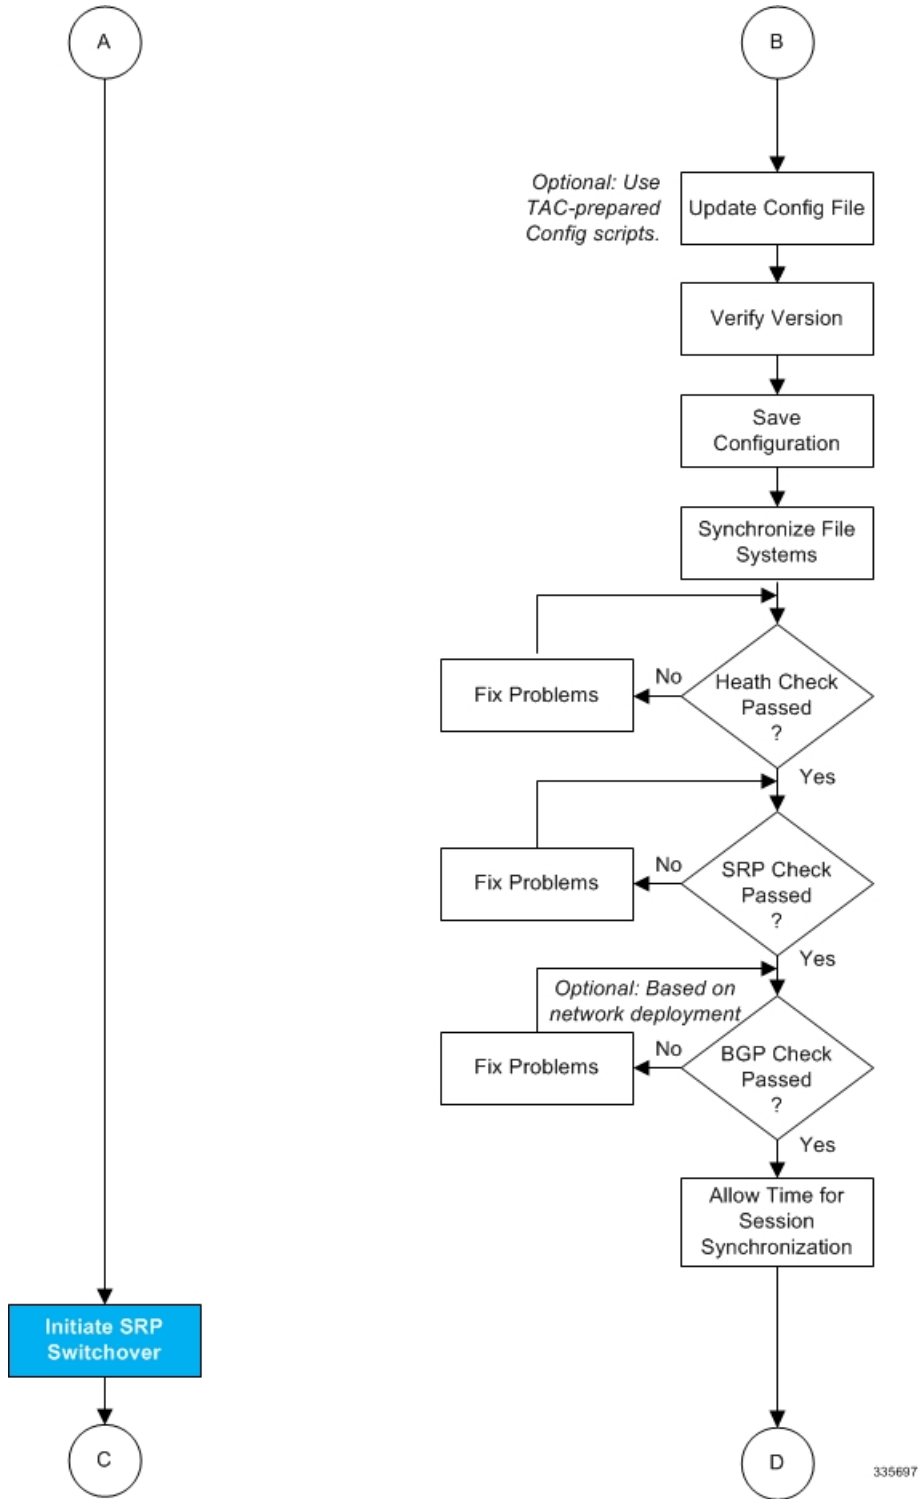 A
B
Optional: Use
TAC-prepared
Config scripts.
Update Config File
Verify Version
Save
Configuration
Synchronize File
Systems
Fix Problems
No
Heath Check
Passed
?
Yes
Fix Problems
No
SRP Check
Passed
?
Yes
Optional: Based on
network deployment
Fix Problems
No
BGP Check
Passed
?
Yes
Allow Time for
Session
Synchronization
Initiate SRP
Switchover
C
D
335697